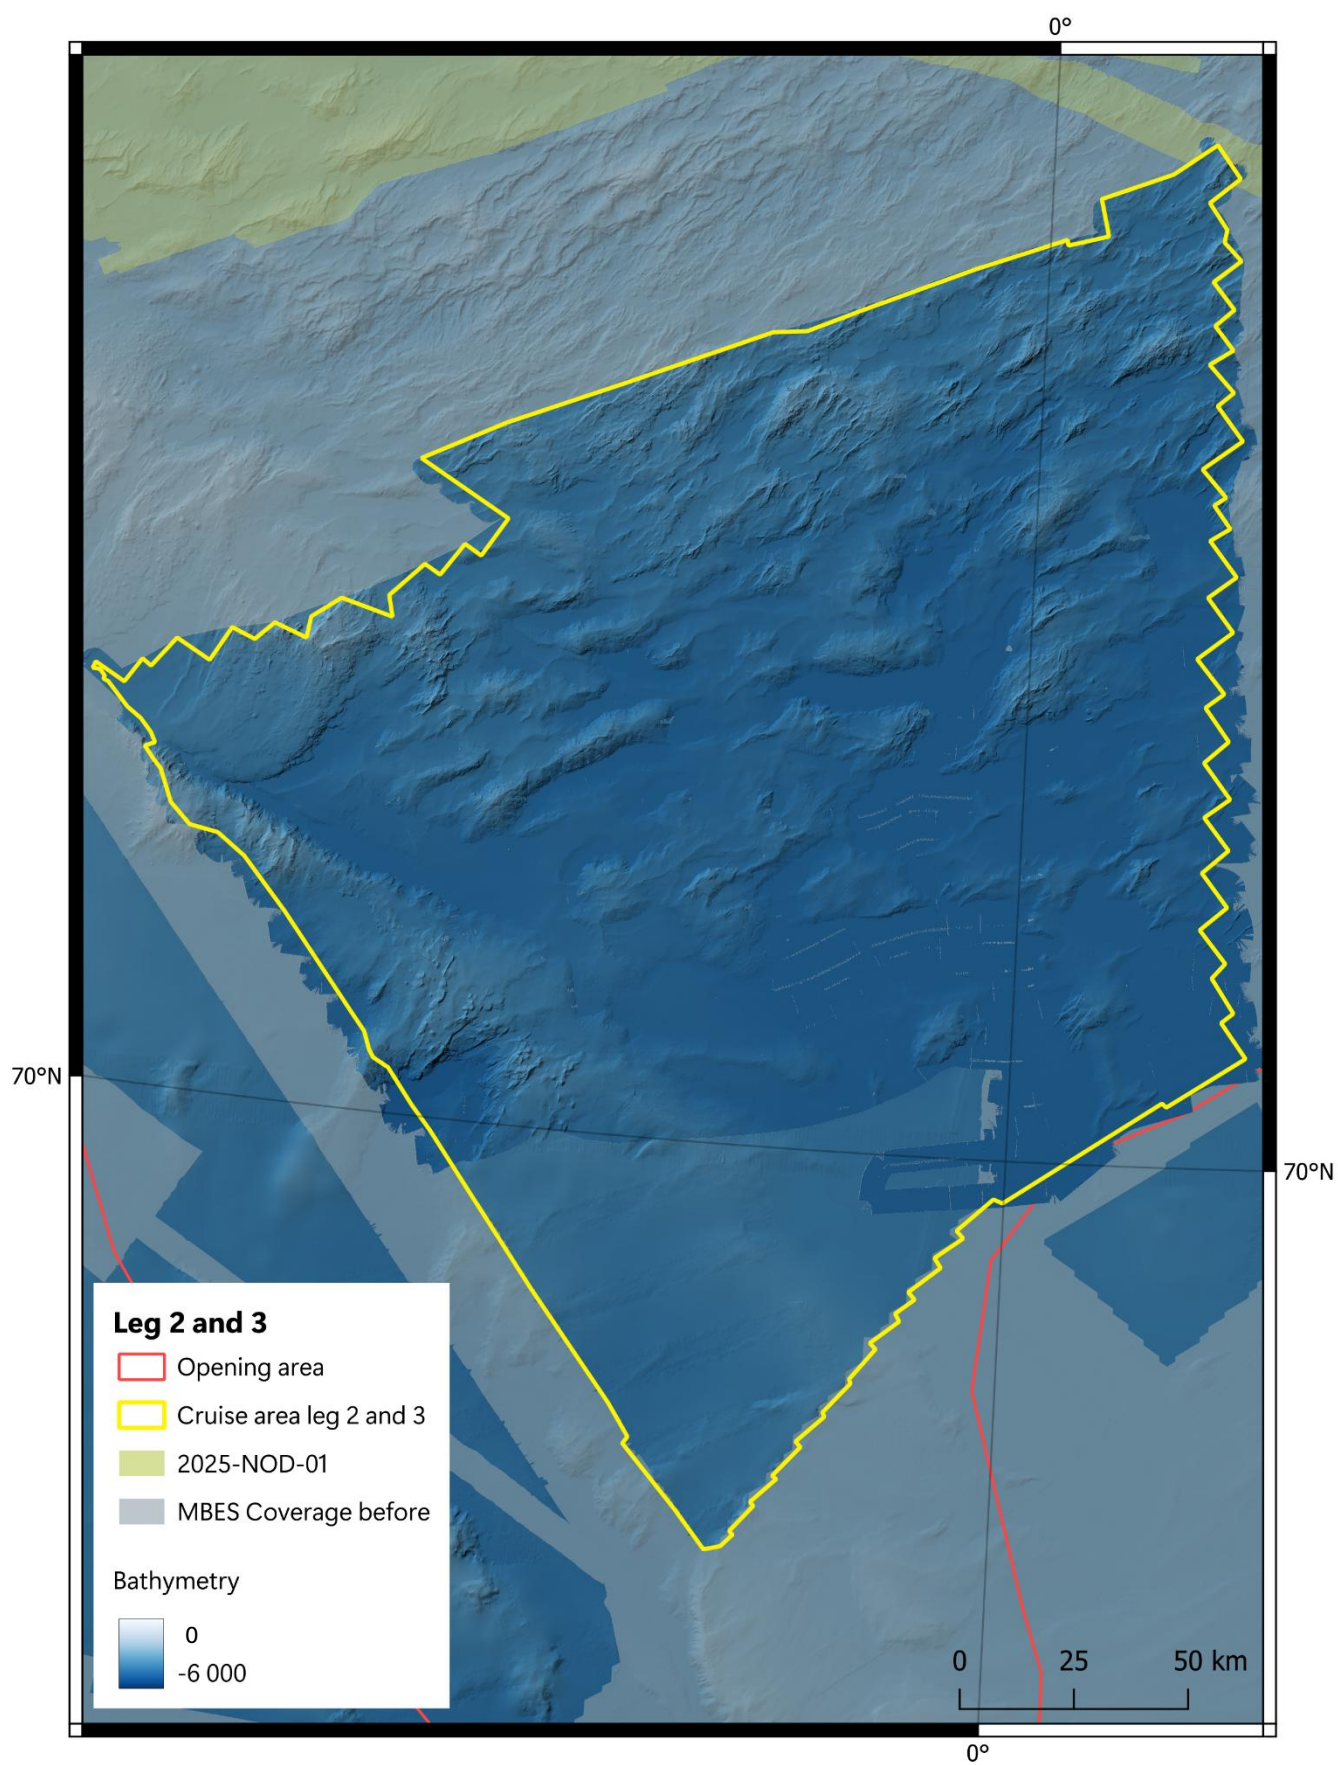 0°
70°N
70°N
Leg 2 and 3
Opening area
Cruise area leg 2 and 3
2025-NOD-01
MBES Coverage before
Bathymetry
0
-6 000
0 25 50 km
0°